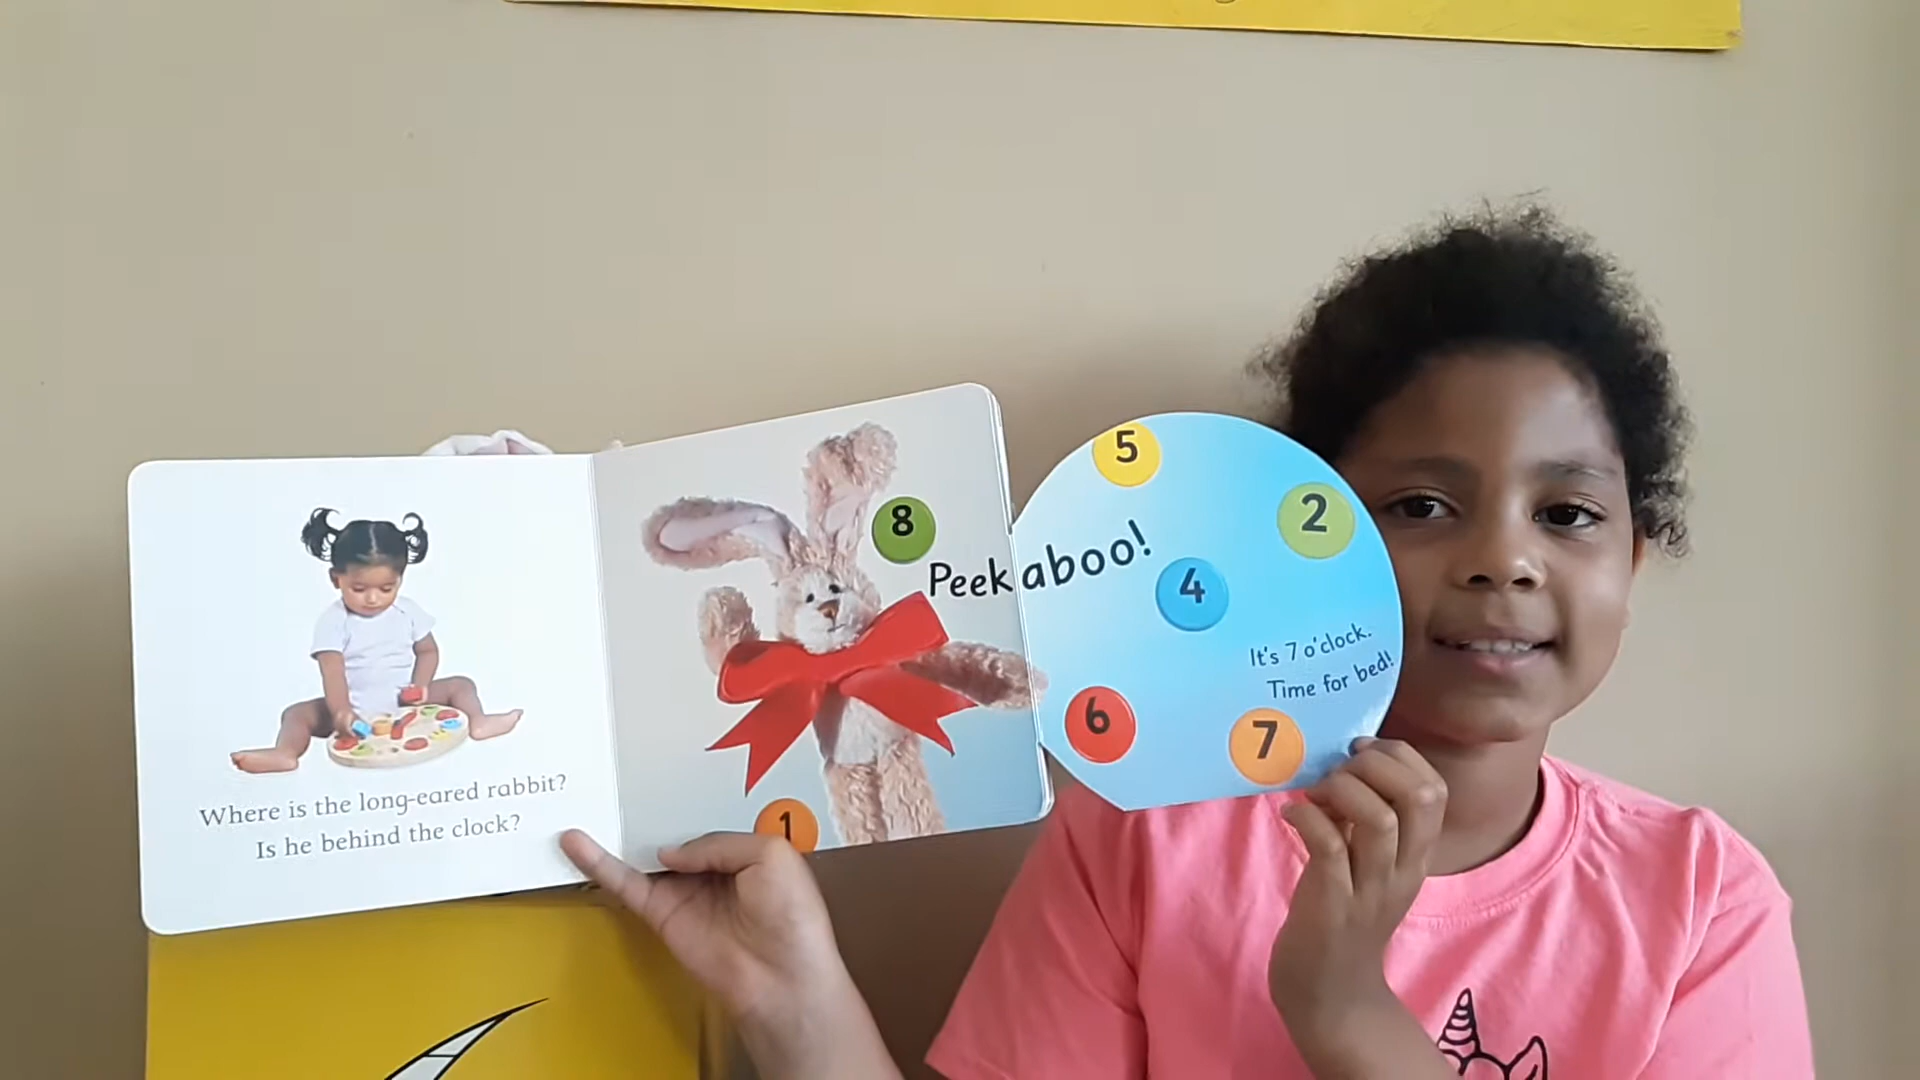 Where is the long-eared rabbit?
Is he behind the clock?
8
1
Peekaboo!
5
2
4
It's 7 o'clock.
Time for bed!
6
7